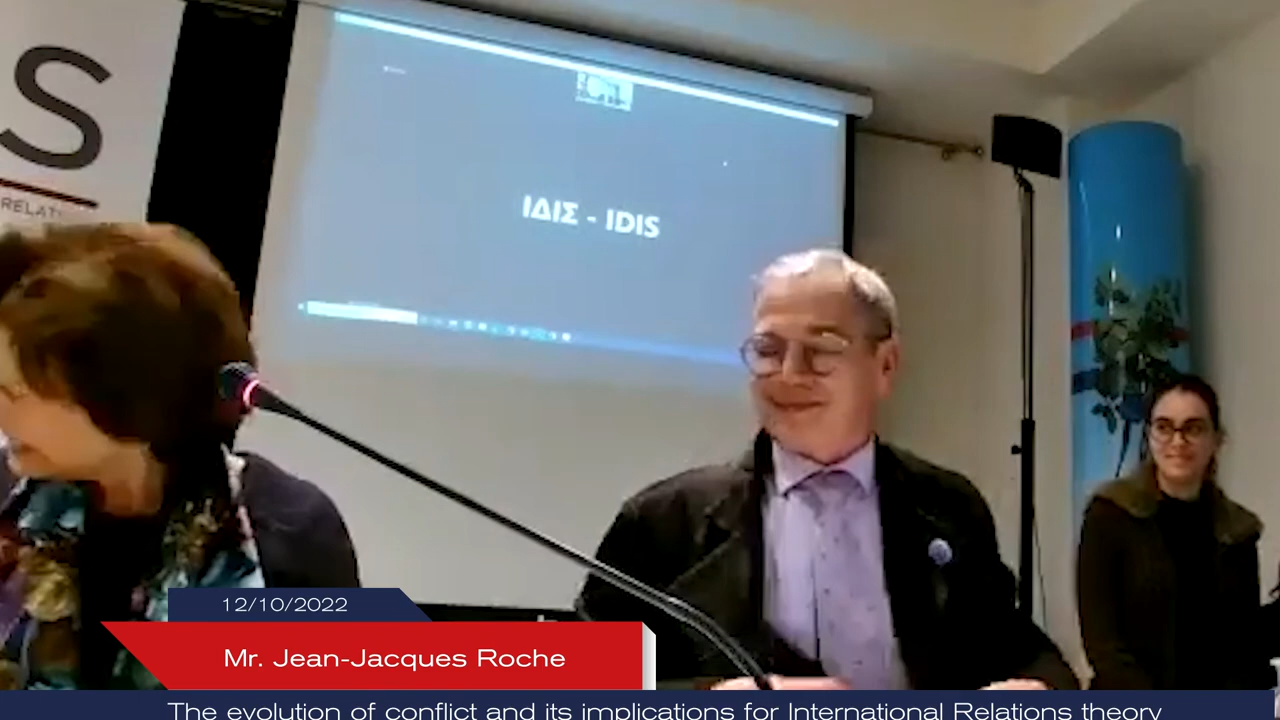 S
RELAT
ΙΔΙΣ - IDIS
12/10/2022
Mr. Jean-Jacques Roche
The evolution of conflict and its implications for International Relations theory